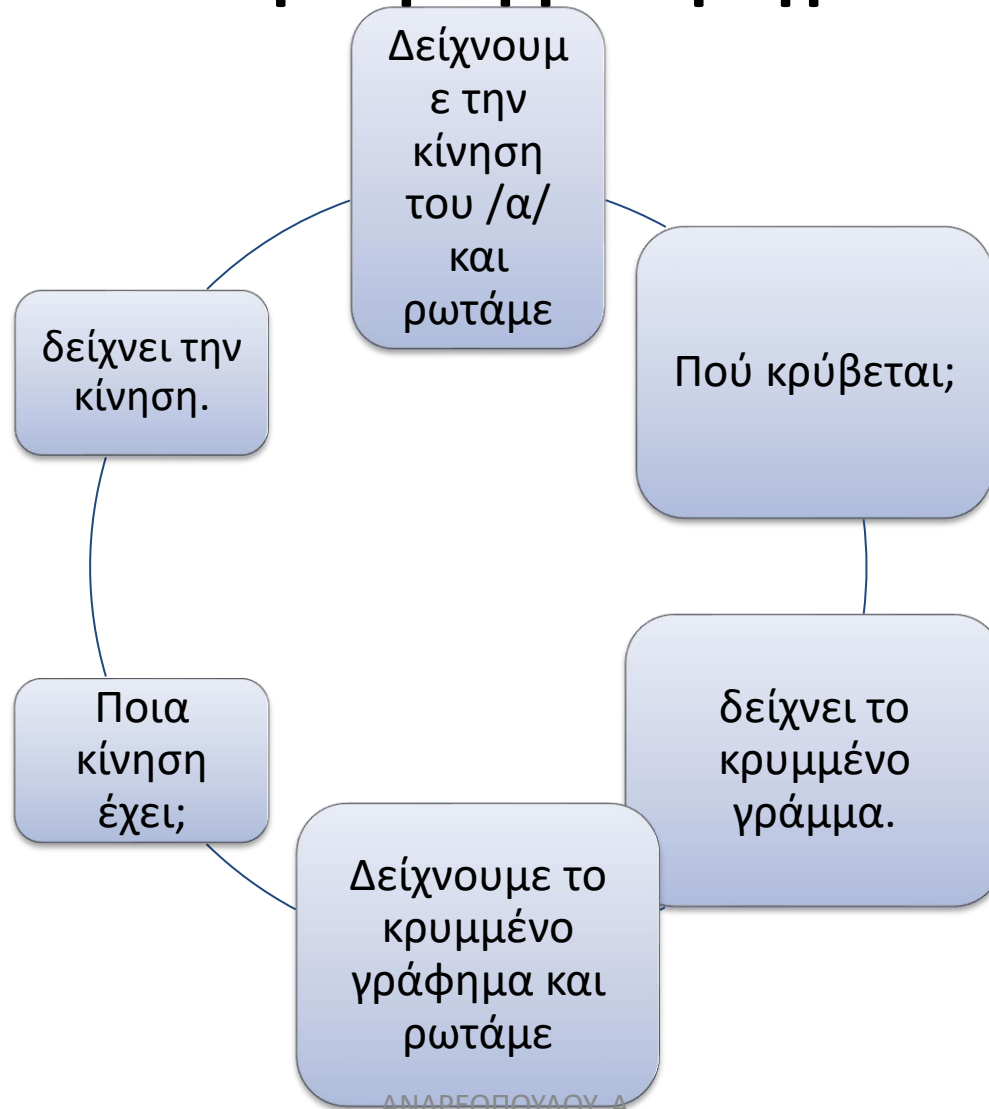 Δείχνουμ
ε την
κίνηση
του /α/
και
ρωτάμε
Πού κρύβεται;
δείχνει το
κρυμμένο
γράμμα.
Δείχνουμε το
κρυμμένο
γράφημα και
ρωτάμε
Ποια
κίνηση
έχει;
δείχνει την
κίνηση.